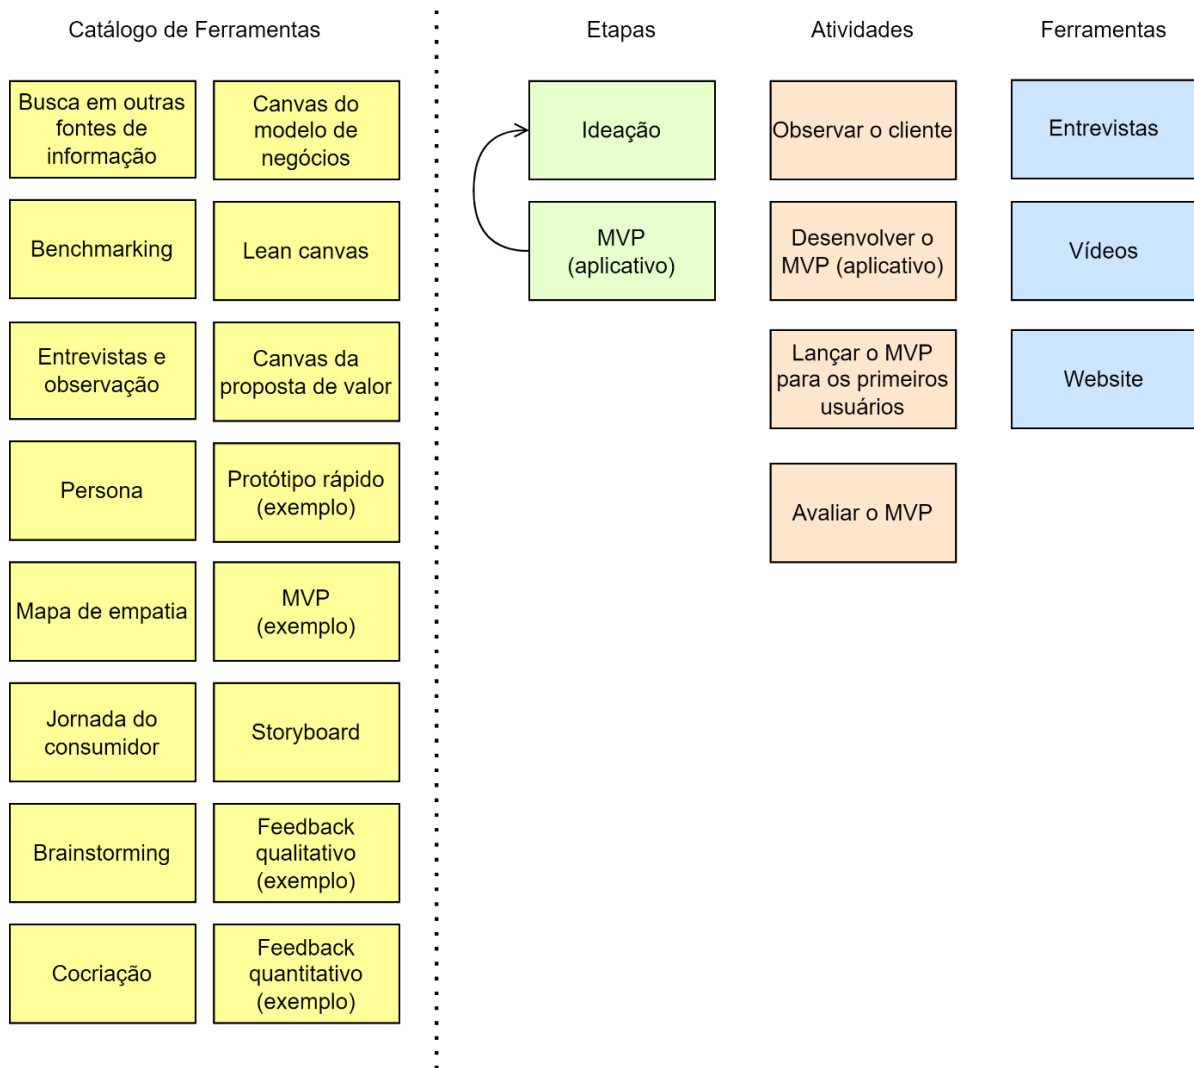 Catálogo de Ferramentas
Etapas
Atividades
Ferramentas
Busca em outras
fontes de
informação
Canvas do
modelo de
negócios
Ideação
Observar o cliente
Entrevistas
Benchmarking
Lean canvas
MVP
(aplicativo)
Desenvolver o
MVP (aplicativo)
Vídeos
Entrevistas e
observação
Canvas da
proposta de valor
Lançar o MVP
para os primeiros
usuários
Website
Persona
Protótipo rápido
(exemplo)
Avaliar o MVP
Mapa de empatia
MVP
(exemplo)
Jornada do
consumidor
Storyboard
Brainstorming
Feedback
qualitativo
(exemplo)
Cocriação
Feedback
quantitativo
(exemplo)